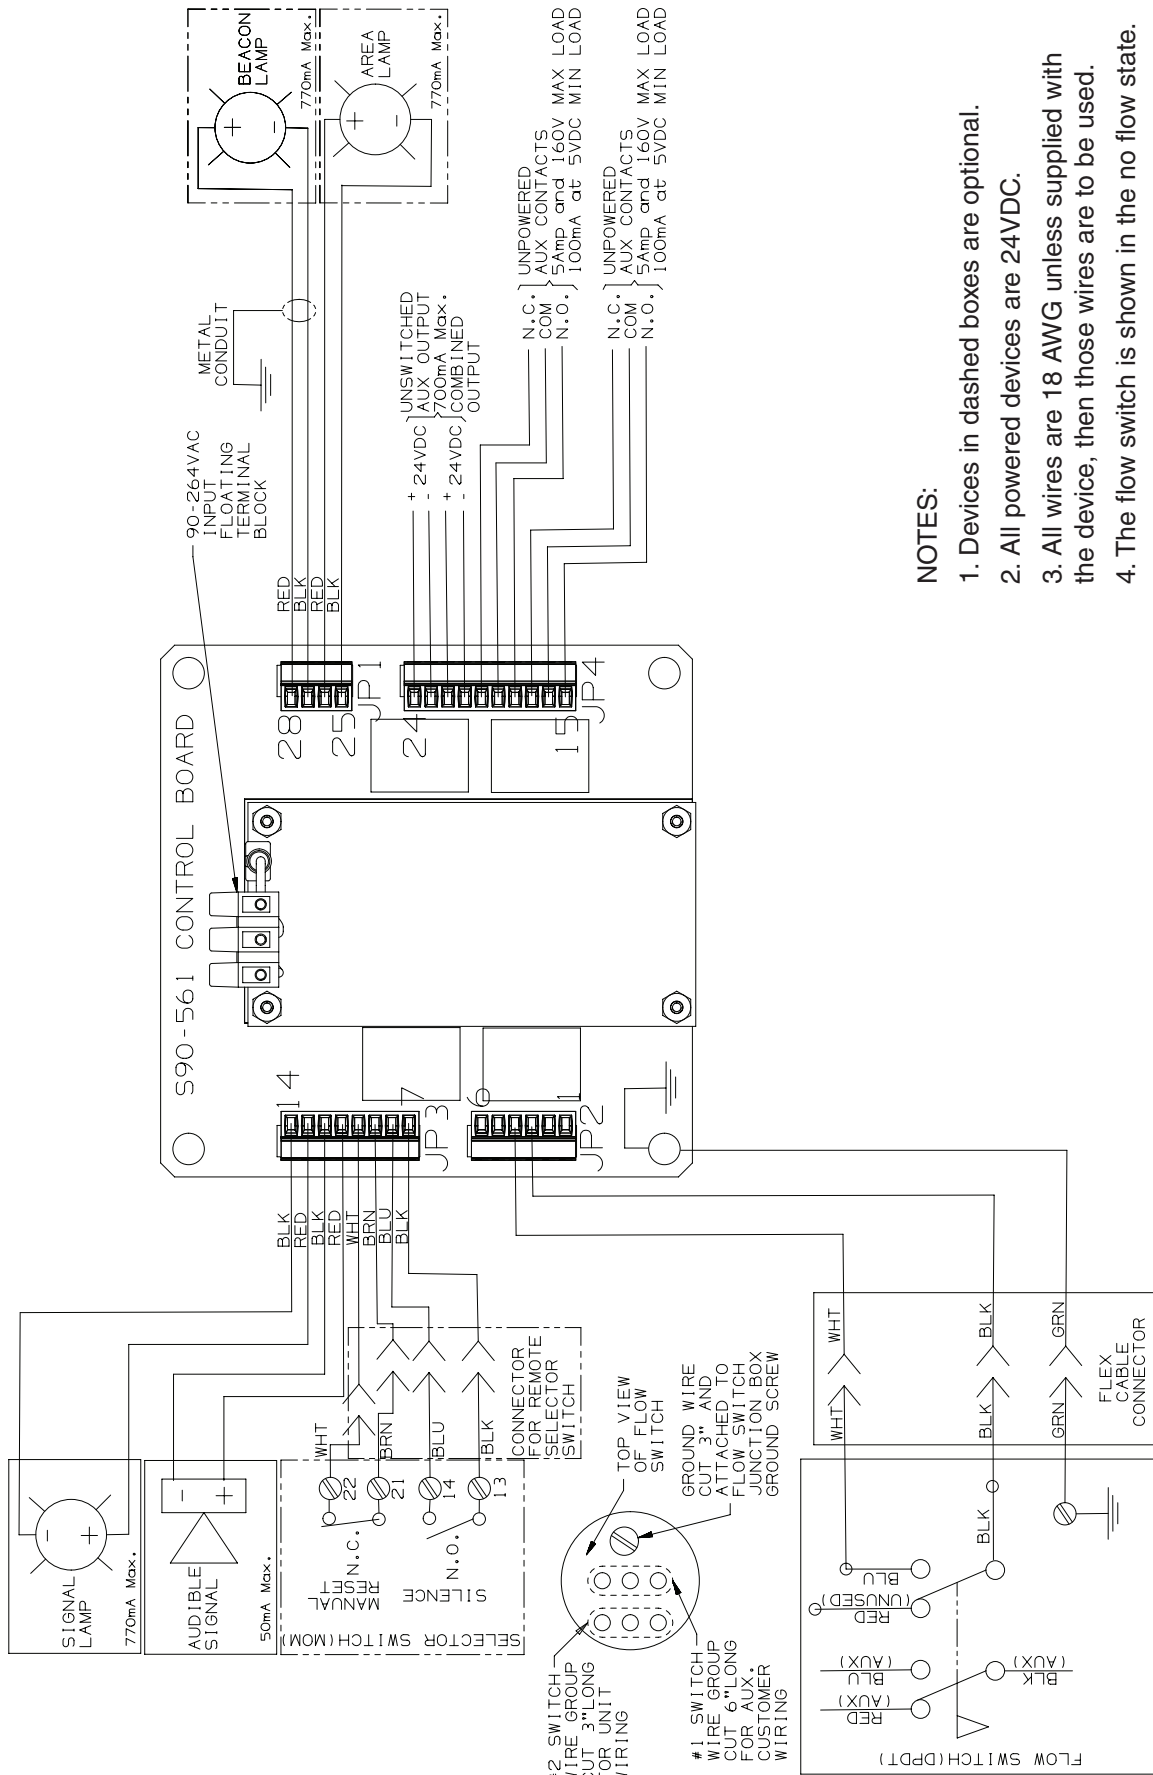 BEACON
LAMP
770mA Max.
AREA
LAMP
770mA Max.
METAL
CONDUIT
90-264VAC
INPUT
FLOATING
TERMINAL
BLOCK
RED
BLK
RED
BLK
UNSWITCHED
AUX OUTPUT
700mA Max.
COMBINED
OUTPUT
+
- 24VDC
+
- 24VDC
N.C.
COM
N.O.
UNPOWERED
AUX CONTACTS
5Amp and 160V MAX LOAD
100mA at 5VDC MIN LOAD
N.C.
COM
N.O.
UNPOWERED
AUX CONTACTS
5Amp and 160V MAX LOAD
100mA at 5VDC MIN LOAD
S90-561 CONTROL BOARD
28
25
JP1
24
15
JP4
14
7
JP3
6
1
JP2
BLK
RED
BLK
RED
WHT
BRN
BLU
BLK
SIGNAL
LAMP
770mA Max.
AUDIBLE
SIGNAL
50mA Max.
CONNECTOR
FOR REMOTE
SELECTOR
SWITCH
WHT
BRN
BLU
BLK
22
21
14
13
N.C.
MANUAL
RESET
N.O.
SILENCE
SELECTOR SWITCH(MOM)
TOP VIEW
OF FLOW
SWITCH
GROUND WIRE
CUT 3" AND
ATTACHED TO
FLOW SWITCH
JUNCTION BOX
GROUND SCREW
#2 SWITCH
WIRE GROUP
CUT 3"LONG
FOR UNIT
WIRING
#1 SWITCH
WIRE GROUP
CUT 6"LONG
FOR AUX.
CUSTOMER
WIRING
WHT
BLK
GRN
WHT
BLK
GRN
FLEX
CABLE
CONNECTOR
BLK
BLU
RED
(UNUSED)
BLU
(AUX)
RED
(AUX)
BLK
(AUX)
FLOW SWITCH(DPDT)
NOTES:
1. Devices in dashed boxes are optional.
2. All powered devices are 24VDC.
3. All wires are 18 AWG unless supplied with
the device, then those wires are to be used.
4. The flow switch is shown in the no flow state.